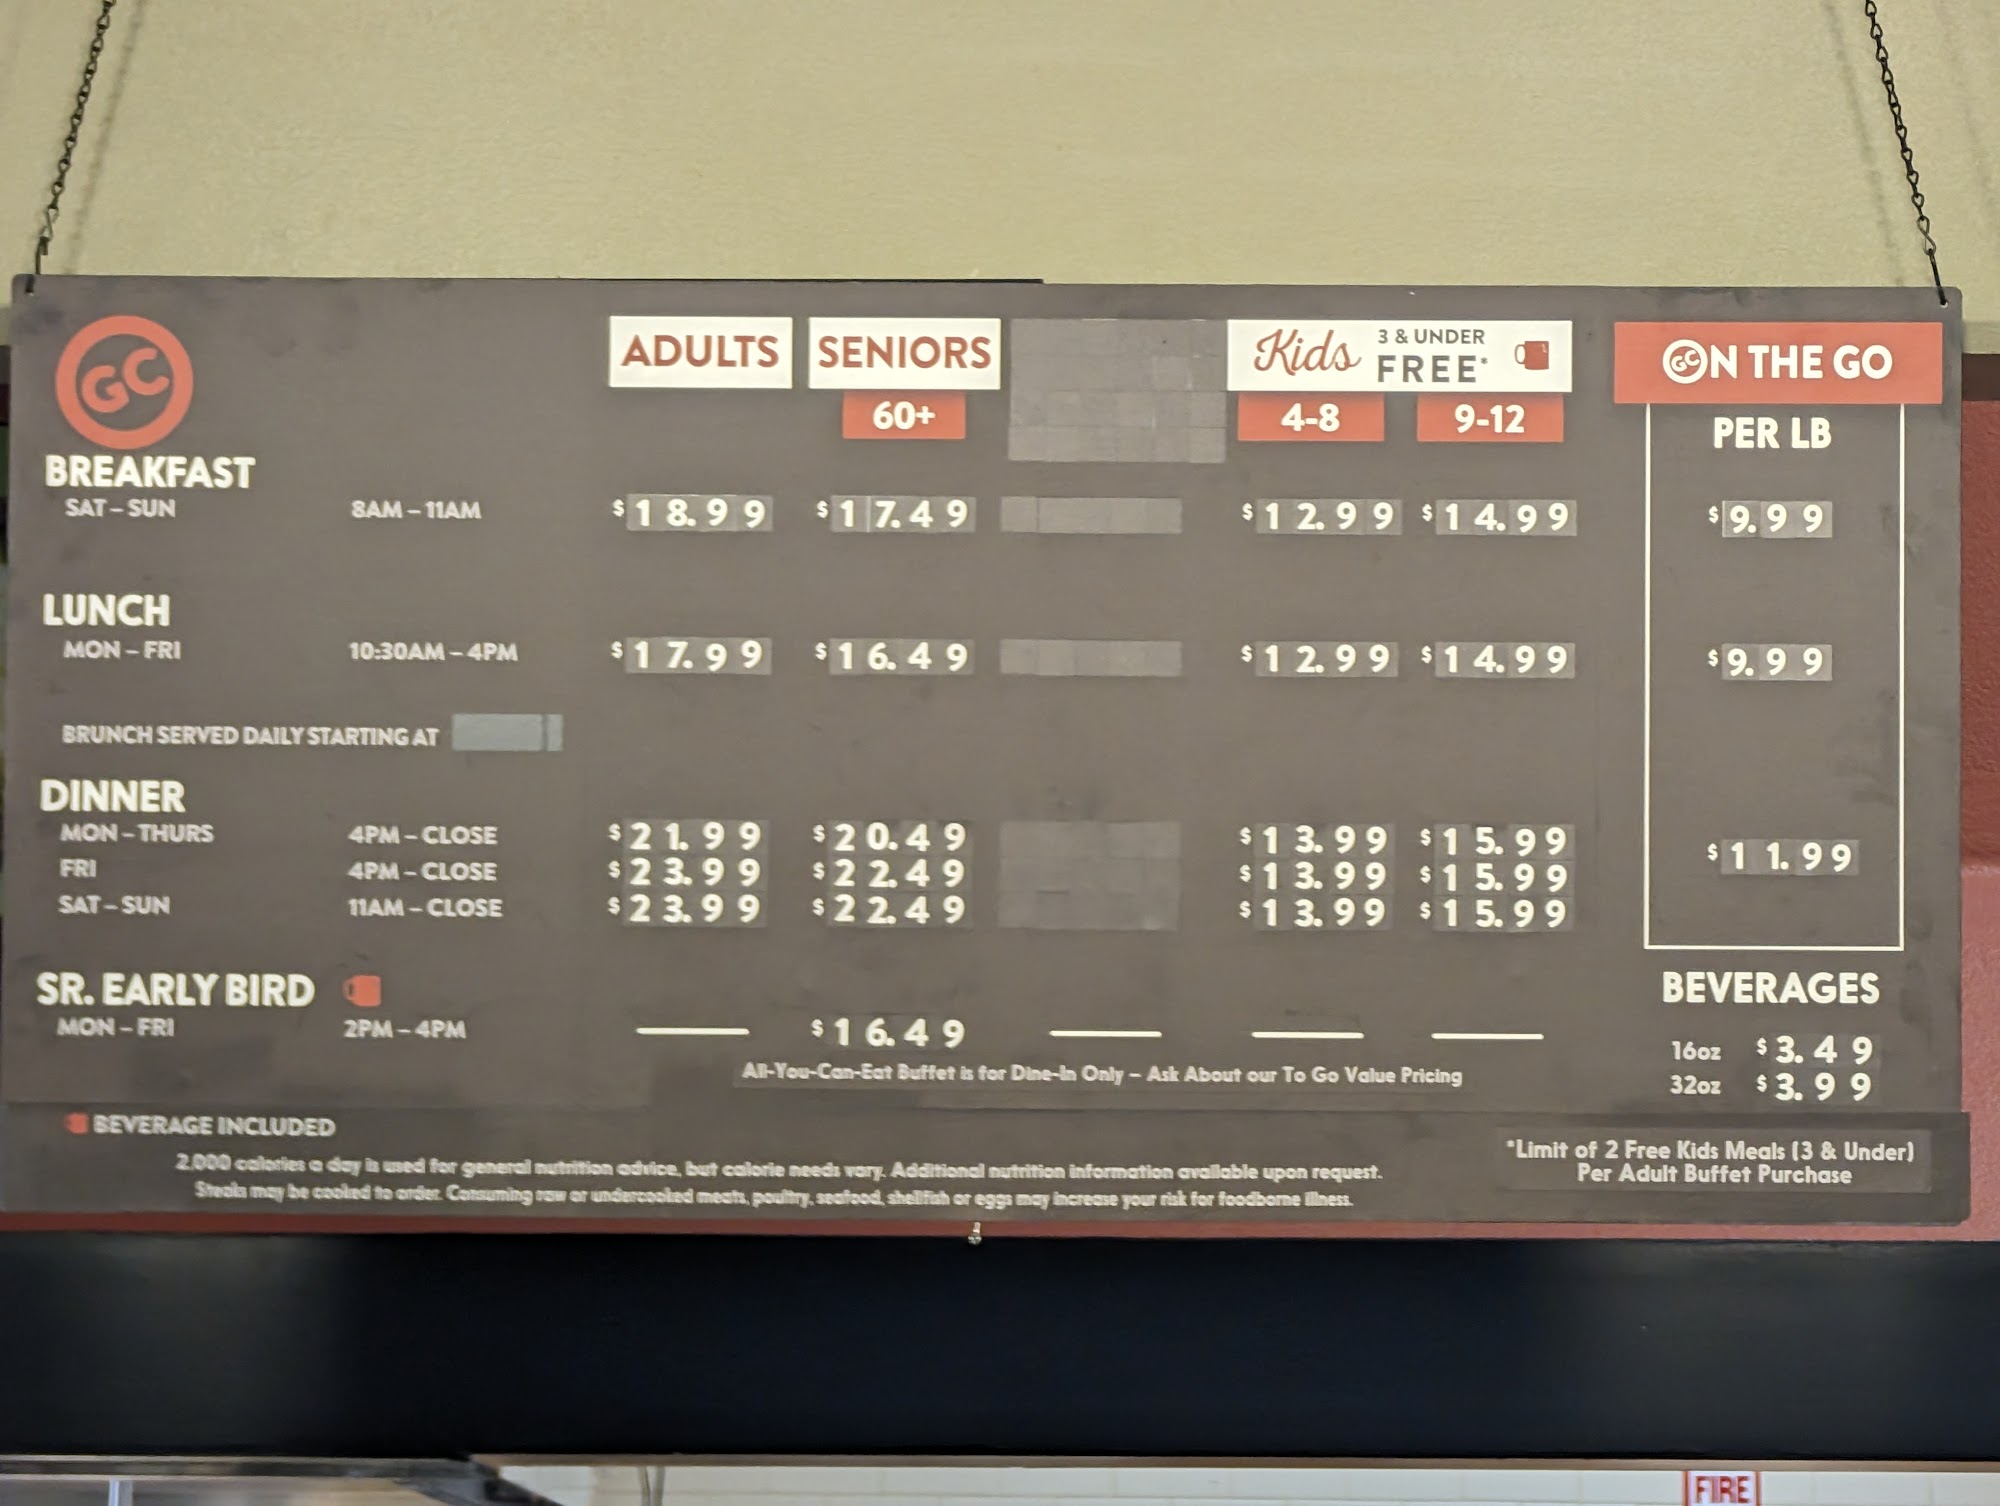 GC
ADULTS SENIORS Kids 3 & UNDER FREE* GC ON THE GO
60+ 4-8 9-12 PER LB
BREAKFAST
SAT – SUN 8AM – 11AM $18.99 $17.49 $12.99 $14.99 $9.99
LUNCH
MON – FRI 10:30AM – 4PM $17.99 $16.49 $12.99 $14.99 $9.99
BRUNCH SERVED DAILY STARTING AT
DINNER
MON – THURS 4PM – CLOSE $21.99 $20.49 $13.99 $15.99
FRI 4PM – CLOSE $23.99 $22.49 $13.99 $15.99 $11.99
SAT – SUN 11AM – CLOSE $23.99 $22.49 $13.99 $15.99
SR. EARLY BIRD
MON – FRI 2PM – 4PM $16.49
BEVERAGES
16oz $3.49
32oz $3.99
All-You-Can-Eat Buffet is for Dine-In Only – Ask About our To Go Value Pricing
BEVERAGE INCLUDED
2,000 calories a day is used for general nutrition advice, but calorie needs vary. Additional nutrition information available upon request.
Steaks may be cooked to order. Consuming raw or undercooked meats, poultry, seafood, shellfish or eggs may increase your risk for foodborne illness.
*Limit of 2 Free Kids Meals (3 & Under)
Per Adult Buffet Purchase
FIRE